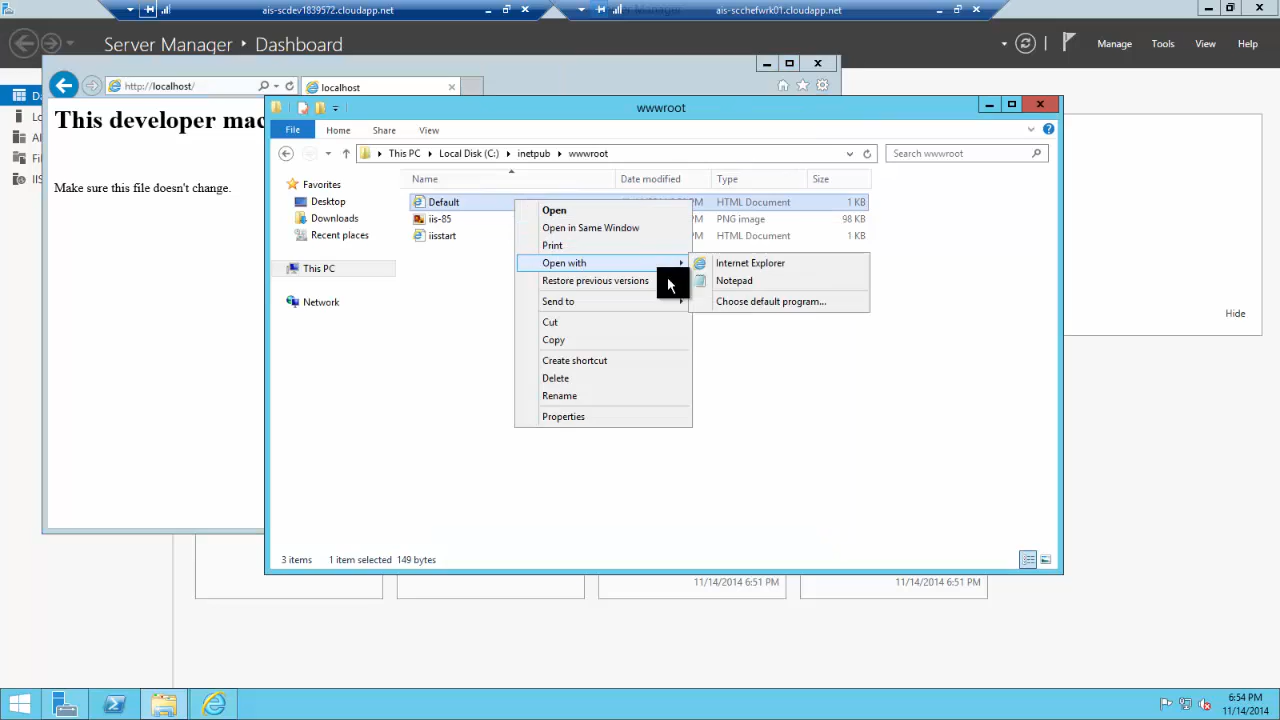 ais-scdev1839572.cloudapp.net
ais-scchefwrk01.cloudapp.net
Server Manager
Dashboard
Manage Tools View Help
http://localhost/
localhost
This developer mac
Make sure this file doesn't change.
wwwroot
File Home Share View
This PC Local Disk (C:) inetpub wwwroot
Search wwwroot
Name Date modified Type Size
Favorites
Desktop
Downloads
Recent places
This PC
Network
Default M HTML Document 1 KB
iis-85 PM PNG image 98 KB
iisstart PM HTML Document 1 KB
Open
Open in Same Window
Print
Open with
Restore previous versions
Send to
Cut
Copy
Create shortcut
Delete
Rename
Properties
Internet Explorer
Notepad
Choose default program...
Hide
3 items 1 item selected 149 bytes
11/14/2014 6:51 PM
11/14/2014 6:51 PM
6:54 PM
11/14/2014